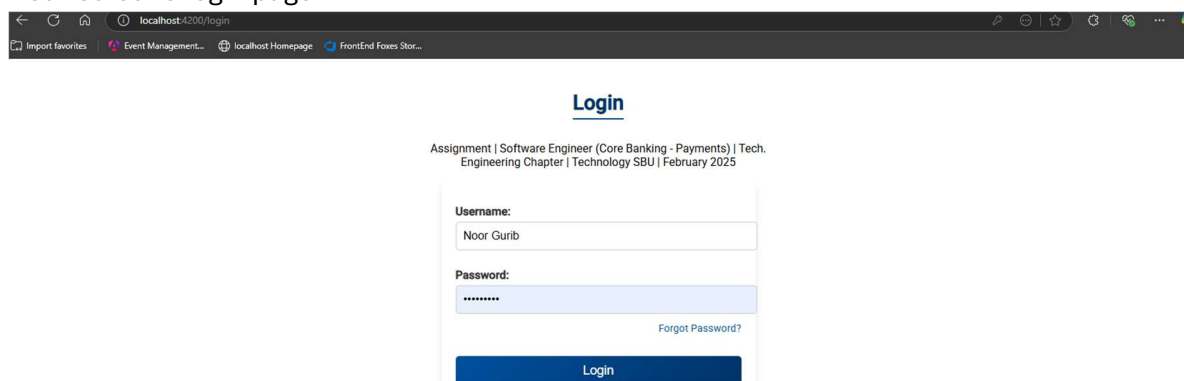 localhost:4200/login
Import favorites Event Management... localhost Homepage FrontEnd Foxes Stor...
Login
Assignment | Software Engineer (Core Banking - Payments) | Tech.
Engineering Chapter | Technology SBU | February 2025
Username:
Noor Gurib
Password:
•••••••••
Forgot Password?
Login